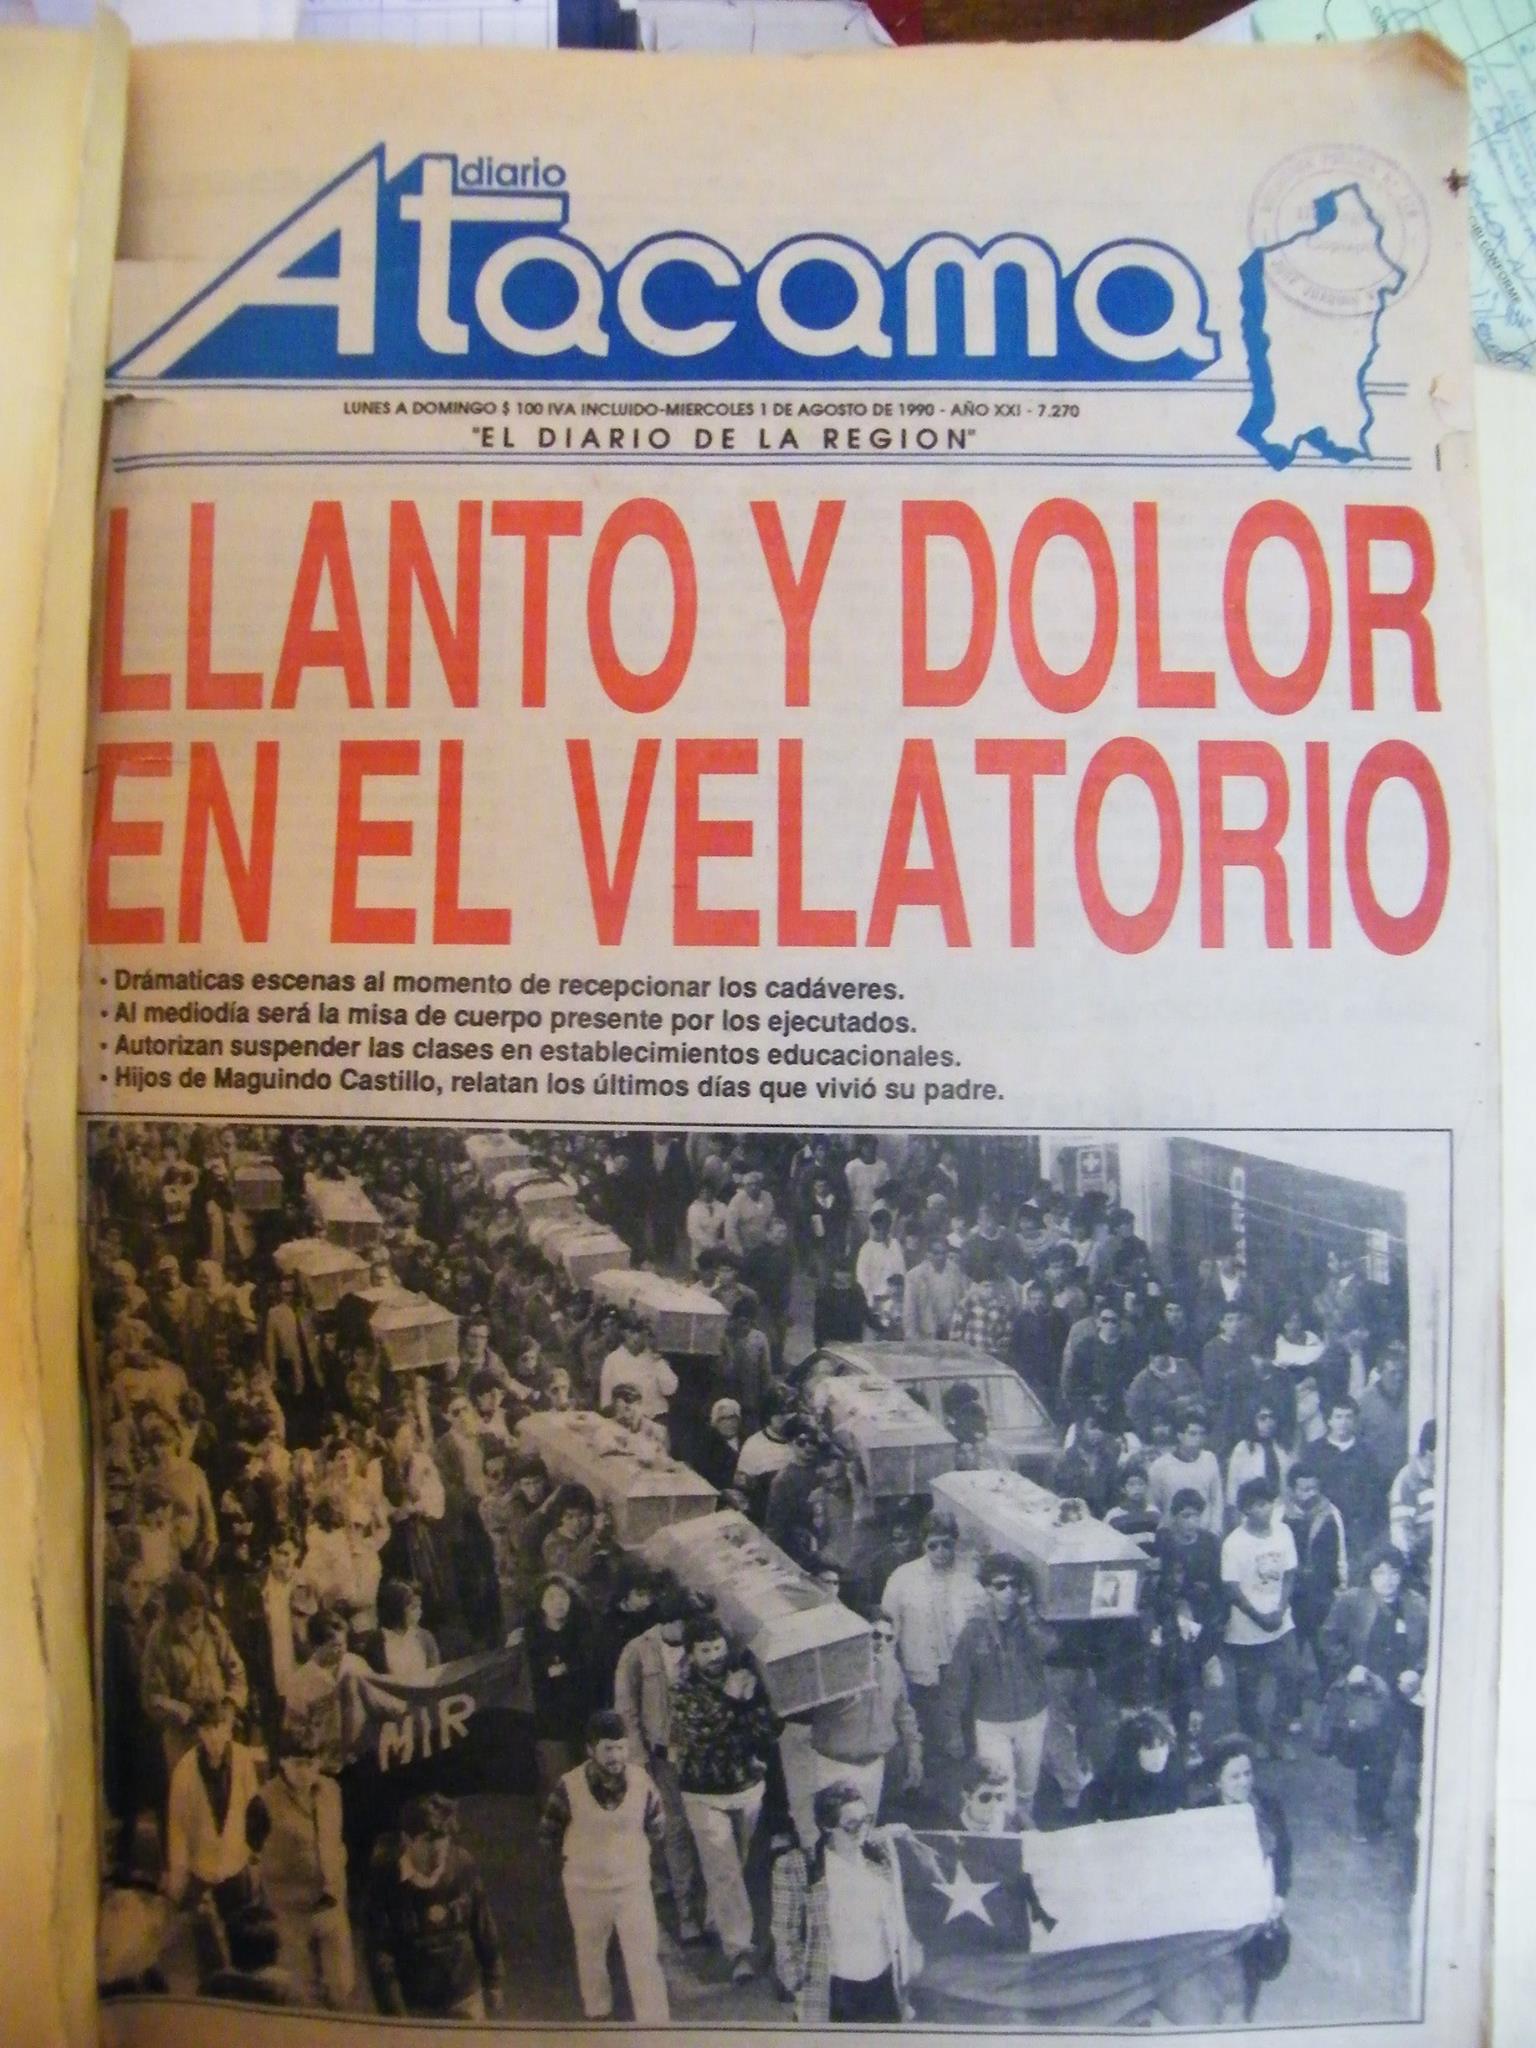 diario
Atacama
LUNES A DOMINGO $ 100 IVA INCLUIDO-MIERCOLES 1 DE AGOSTO DE 1990 - AÑO XXI - 7.270
"EL DIARIO DE LA REGION"
LLANTO Y DOLOR
EN EL VELATORIO
· Drámaticas escenas al momento de recepcionar los cadáveres.
· Al mediodía será la misa de cuerpo presente por los ejecutados.
· Autorizan suspender las clases en establecimientos educacionales.
· Hijos de Maguindo Castillo, relatan los últimos días que vivió su padre.
MIR